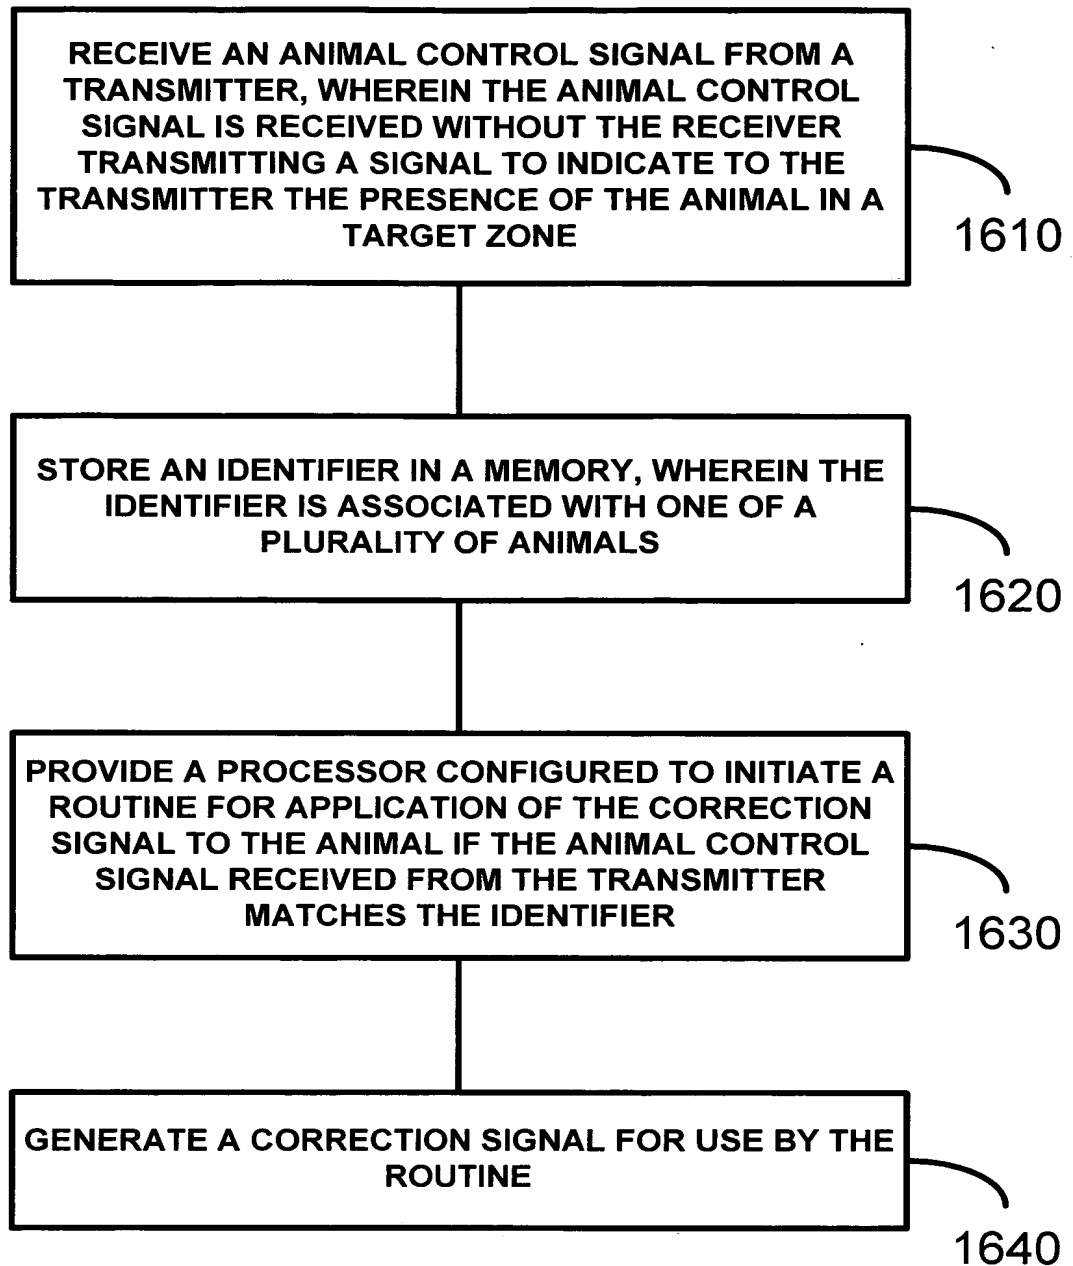 RECEIVE AN ANIMAL CONTROL SIGNAL FROM A
TRANSMITTER, WHEREIN THE ANIMAL CONTROL
SIGNAL IS RECEIVED WITHOUT THE RECEIVER
TRANSMITTING A SIGNAL TO INDICATE TO THE
TRANSMITTER THE PRESENCE OF THE ANIMAL IN A
TARGET ZONE
1610
STORE AN IDENTIFIER IN A MEMORY, WHEREIN THE
IDENTIFIER IS ASSOCIATED WITH ONE OF A
PLURALITY OF ANIMALS
1620
PROVIDE A PROCESSOR CONFIGURED TO INITIATE A
ROUTINE FOR APPLICATION OF THE CORRECTION
SIGNAL TO THE ANIMAL IF THE ANIMAL CONTROL
SIGNAL RECEIVED FROM THE TRANSMITTER
MATCHES THE IDENTIFIER
1630
GENERATE A CORRECTION SIGNAL FOR USE BY THE
ROUTINE
1640